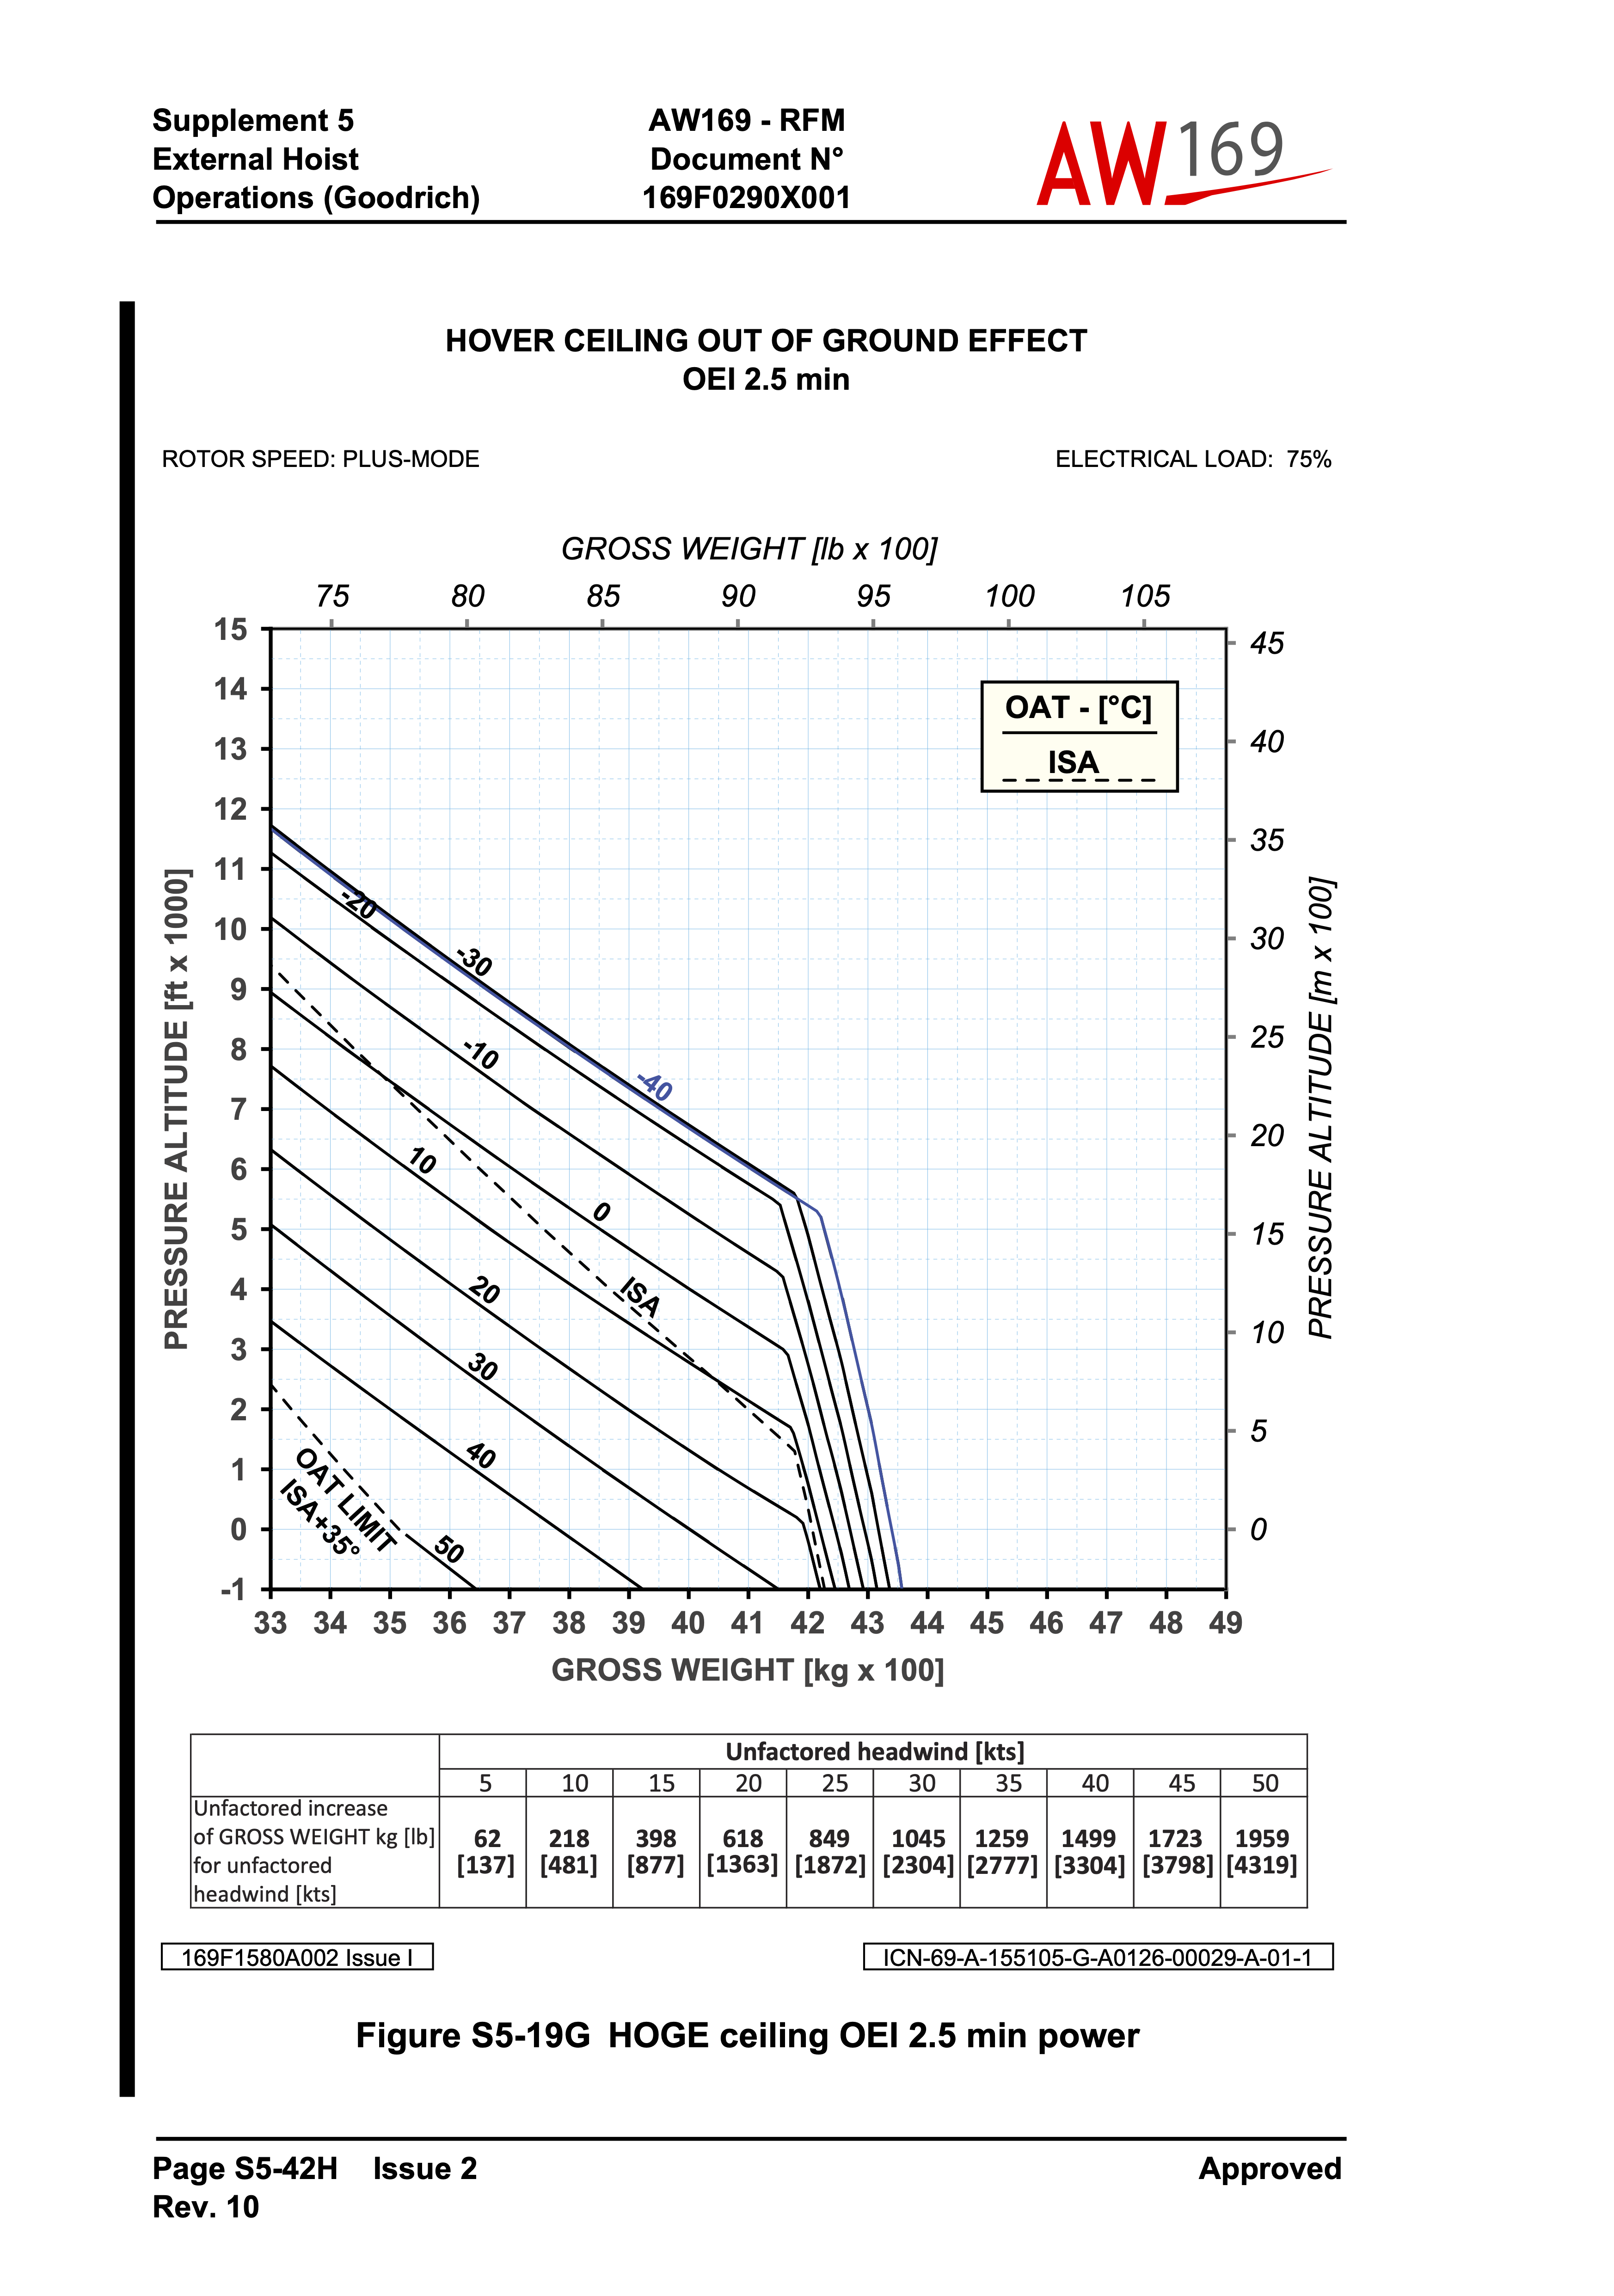 Supplement 5
External Hoist
Operations (Goodrich)
AW169 - RFM
Document N°
169F0290X001
AW169
HOVER CEILING OUT OF GROUND EFFECT
OEI 2.5 min
ROTOR SPEED: PLUS-MODE
ELECTRICAL LOAD: 75%
GROSS WEIGHT [lb x 100]
75 80 85 90 95 100 105
15
14
13
12
11
10
9
8
7
6
5
4
3
2
1
0
-1
PRESSURE ALTITUDE [ft x 1000]
OAT - [°C]
ISA
-20
-30
-40
-10
10
0
ISA
20
30
40
50
OAT LIMIT
ISA+35°
45
40
35
30
25
20
15
10
5
0
PRESSURE ALTITUDE [m x 100]
33 34 35 36 37 38 39 40 41 42 43 44 45 46 47 48 49
GROSS WEIGHT [kg x 100]
Unfactored headwind [kts]
5 10 15 20 25 30 35 40 45 50
Unfactored increase
of GROSS WEIGHT kg [lb]
for unfactored
headwind [kts]
62 218 398 618 849 1045 1259 1499 1723 1959
[137] [481] [877] [1363] [1872] [2304] [2777] [3304] [3798] [4319]
169F1580A002 Issue I
ICN-69-A-155105-G-A0126-00029-A-01-1
Figure S5-19G HOGE ceiling OEI 2.5 min power
Page S5-42H Issue 2
Rev. 10
Approved